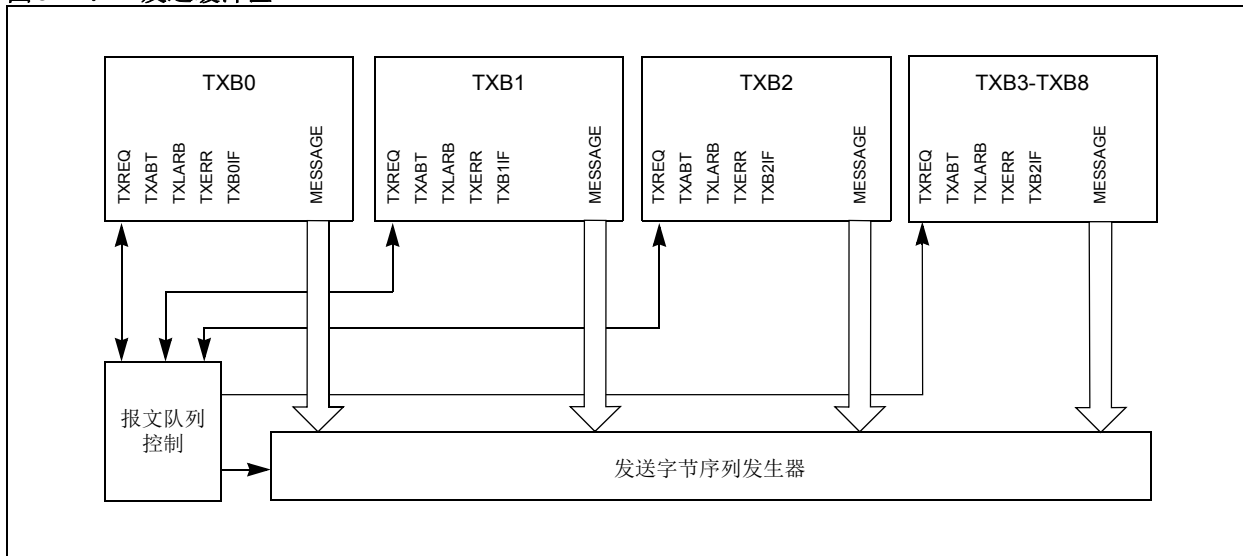 TXB0
TXREQ
TXABT
TXLARB
TXERR
TXB0IF
MESSAGE
TXB1
TXREQ
TXABT
TXLARB
TXERR
TXB1IF
MESSAGE
TXB2
TXREQ
TXABT
TXLARB
TXERR
TXB2IF
MESSAGE
TXB3-TXB8
TXREQ
TXABT
TXLARB
TXERR
TXB2IF
MESSAGE
报文队列
控制
发送字节序列发生器